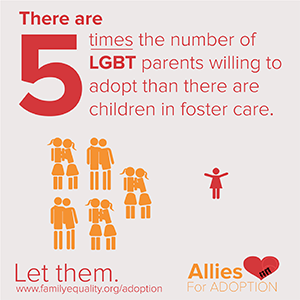 There are
5 times the number of
LGBT parents willing to
adopt than there are
children in foster care.
Let them.
www.familyequality.org/adoption
Allies
For ADOPTION